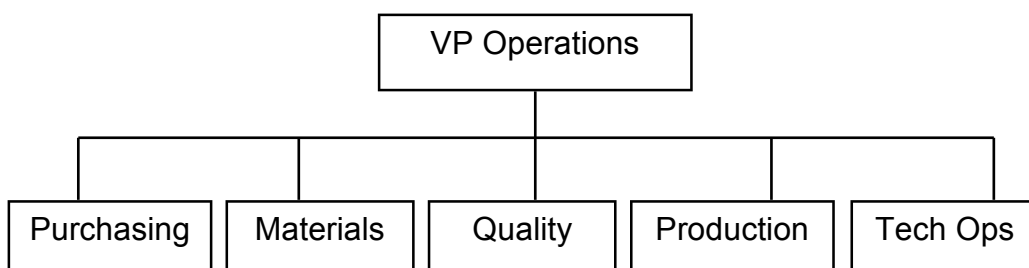 VP Operations
Purchasing Materials Quality Production Tech Ops